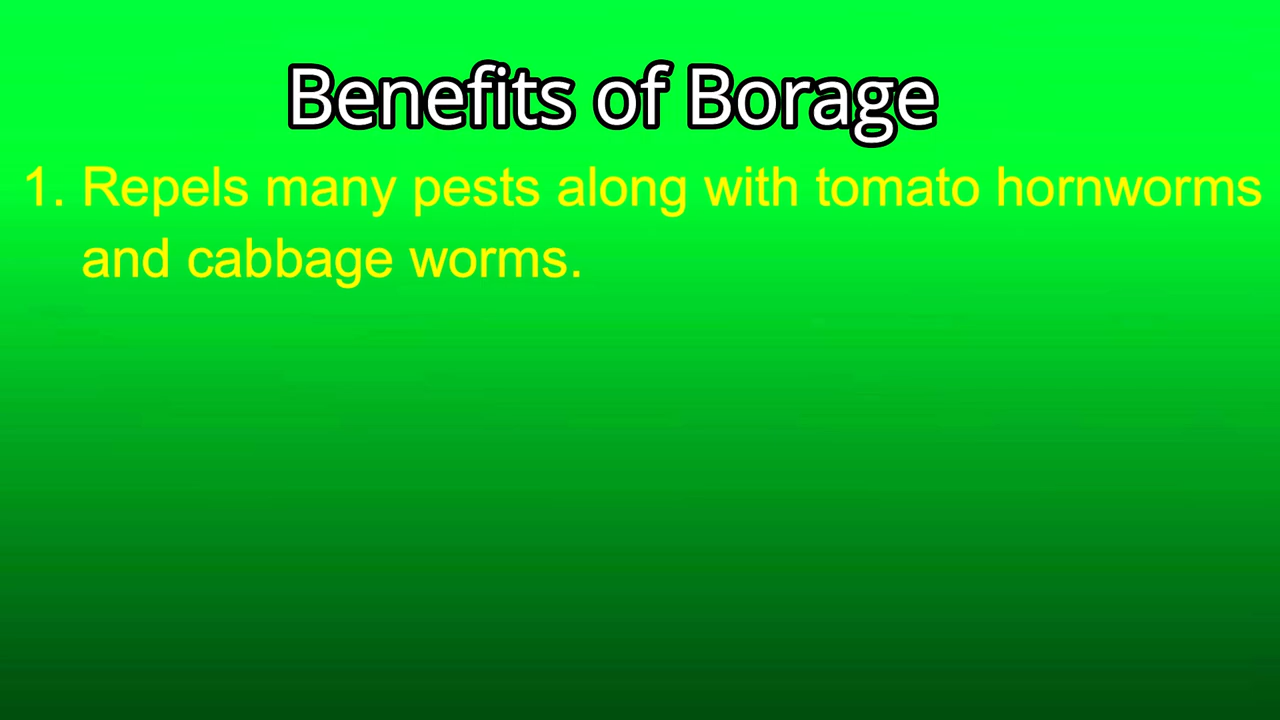 Benefits of Borage
1. Repels many pests along with tomato hornworms
and cabbage worms.